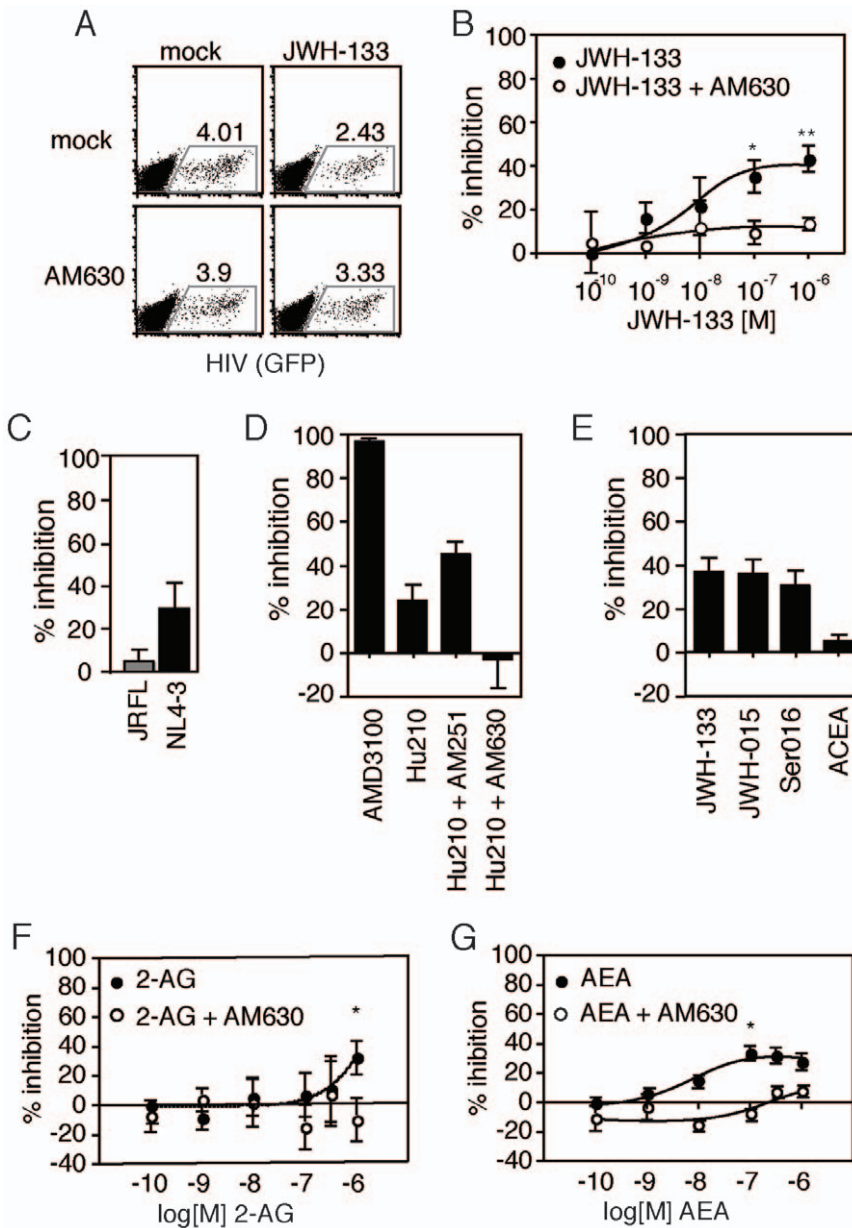 A
mock
JWH-133
mock
4.01
2.43
AM630
3.9
3.33
HIV (GFP)
B
JWH-133
JWH-133 + AM630
% inhibition
100
80
60
40
20
0
* **
10-10 10-9 10-8 10-7 10-6
JWH-133 [M]
C
% inhibition
100
80
60
40
20
0
JRFL
NL4-3
D
% inhibition
100
80
60
40
20
0
-20
AMD3100
Hu210
Hu210 + AM251
Hu210 + AM630
E
% inhibition
100
80
60
40
20
0
-20
JWH-133
JWH-015
Ser016
ACEA
F
2-AG
2-AG + AM630
*
% inhibition
100
80
60
40
20
0
-20
-40
-10 -9 -8 -7 -6
log[M] 2-AG
G
AEA
AEA + AM630
*
% ihibition
100
80
60
40
20
0
-20
-40
-10 -9 -8 -7 -6
log[M] AEA